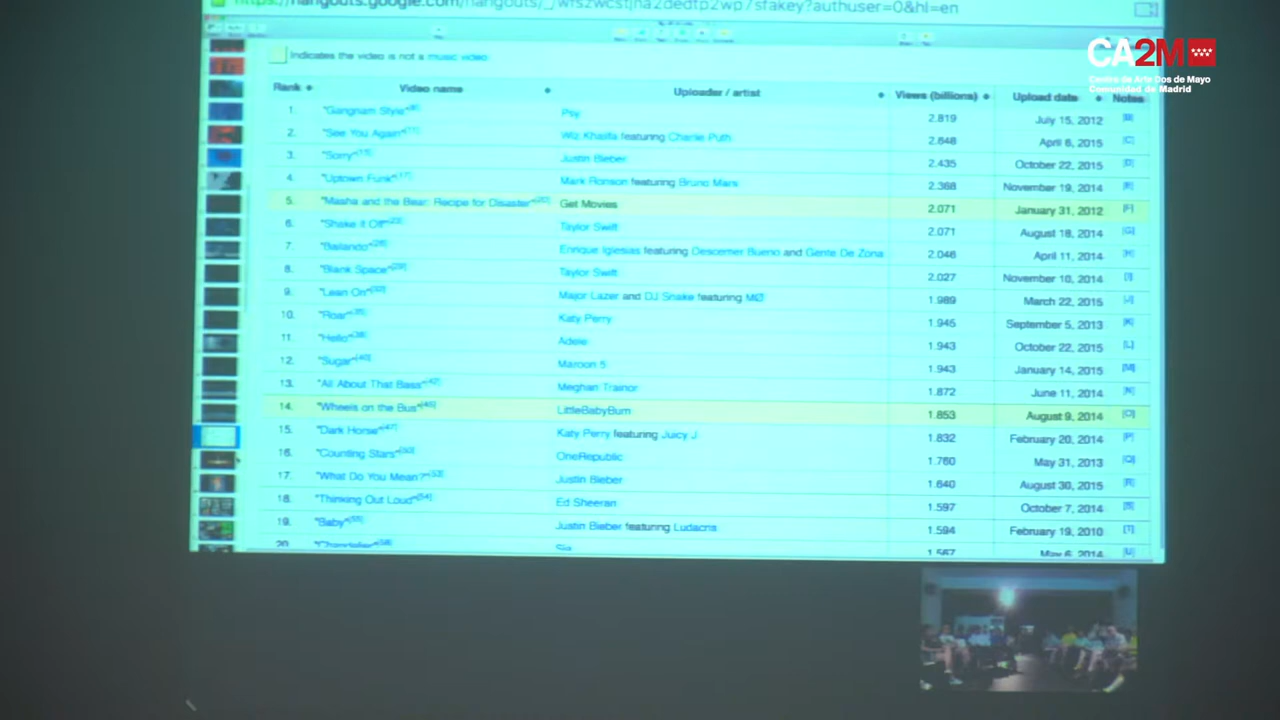 https://hangouts.google.com/hangouts/_/wfszwcstjha2dedtp2wp7sfakey?authuser=0&hl=en
CA2M
Centro de Arte Dos de Mayo
Comunidad de Madrid
Indicates the video is not a music video
Rank Video name Uploader / artist Views (billions) Upload date Notes
1. "Gangnam Style" Psy 2.819 July 15, 2012 [B]
2. "See You Again" Wiz Khalifa featuring Charlie Puth 2.648 April 6, 2015 [C]
3. "Sorry" Justin Bieber 2.435 October 22, 2015 [D]
4. "Uptown Funk" Mark Ronson featuring Bruno Mars 2.368 November 19, 2014 [E]
5. "Masha and the Bear: Recipe for Disaster" Get Movies 2.071 January 31, 2012 [F]
6. "Shake It Off" Taylor Swift 2.071 August 18, 2014 [G]
7. "Bailando" Enrique Iglesias featuring Descemer Bueno and Gente De Zona 2.046 April 11, 2014 [H]
8. "Blank Space" Taylor Swift 2.027 November 10, 2014 [I]
9. "Lean On" Major Lazer and DJ Snake featuring MØ 1.989 March 22, 2015 [J]
10. "Roar" Katy Perry 1.945 September 5, 2013 [K]
11. "Hello" Adele 1.943 October 22, 2015 [L]
12. "Sugar" Maroon 5 1.943 January 14, 2015 [M]
13. "All About That Bass" Meghan Trainor 1.872 June 11, 2014 [N]
14. "Wheels on the Bus" LittleBabyBum 1.853 August 9, 2014 [O]
15. "Dark Horse" Katy Perry featuring Juicy J 1.832 February 20, 2014 [P]
16. "Counting Stars" OneRepublic 1.760 May 31, 2013 [Q]
17. "What Do You Mean?" Justin Bieber 1.640 August 30, 2015 [R]
18. "Thinking Out Loud" Ed Sheeran 1.597 October 7, 2014 [S]
19. "Baby" Justin Bieber featuring Ludacris 1.594 February 19, 2010 [T]
20. "Chandelier" Sia 1.567 May 6, 2014 [U]